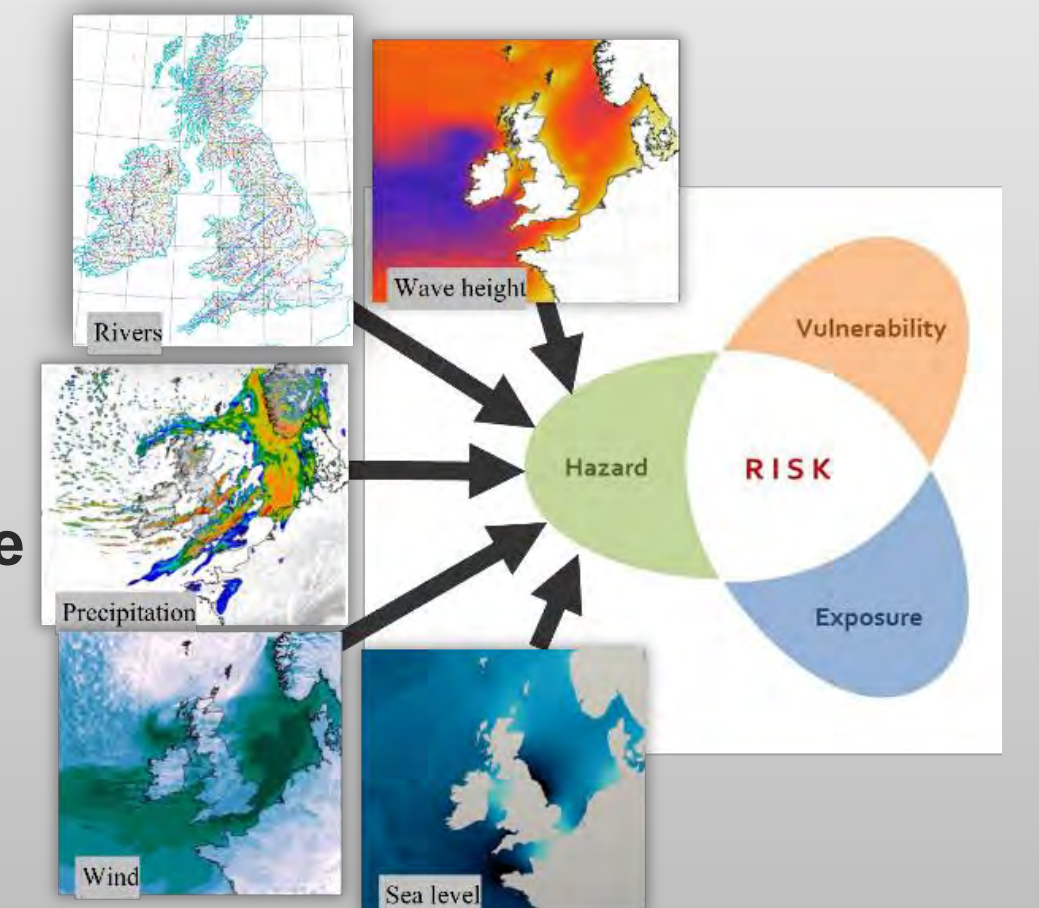 Rivers
Wave height
Precipitation
Wind
Sea level
Hazard
RISK
Vulnerability
Exposure
e